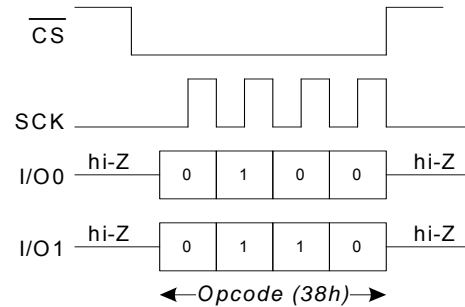 CS
SCK
hi-Z 0 1 0 0 hi-Z
I/O0
hi-Z 0 1 1 0 hi-Z
I/O1
Opcode (38h)